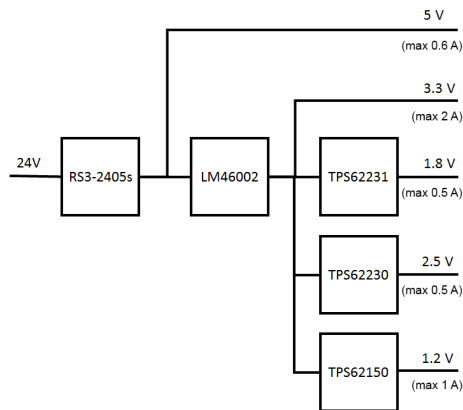 5 V
(max 0.6 A)
3.3 V
(max 2 A)
24V
RS3-2405s
LM46002
TPS62231
1.8 V
(max 0.5 A)
TPS62230
2.5 V
(max 0.5 A)
TPS62150
1.2 V
(max 1 A)